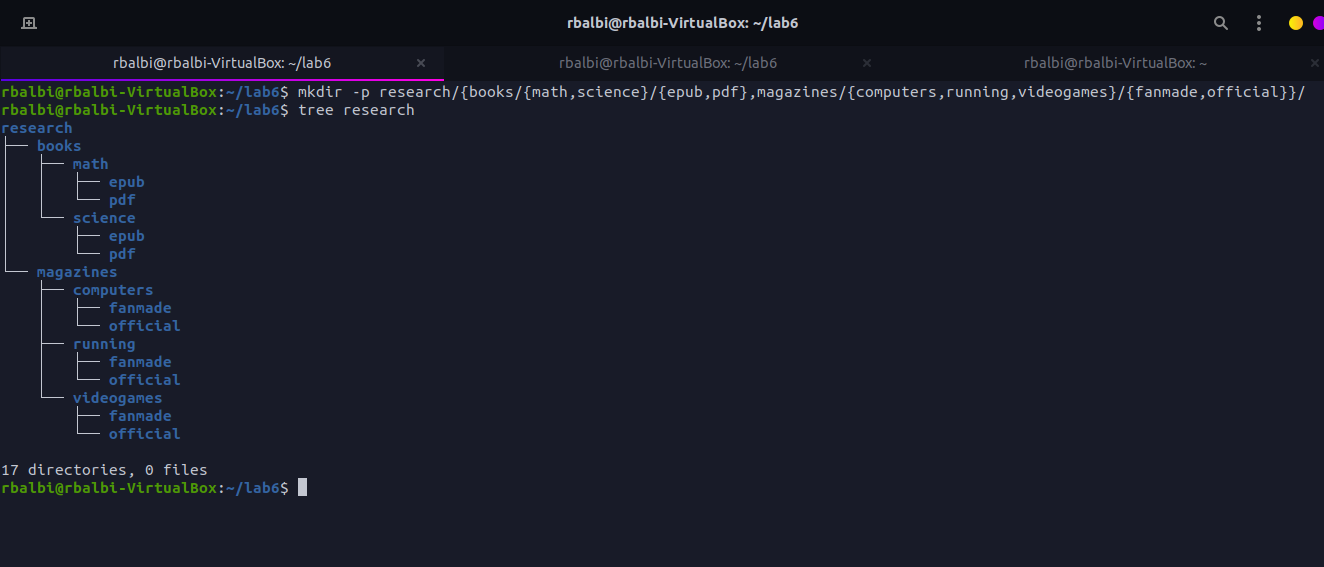 rbalbi@rbalbi-VirtualBox: ~/lab6
rbalbi@rbalbi-VirtualBox: ~/lab6 × rbalbi@rbalbi-VirtualBox: ~/lab6 × rbalbi@rbalbi-VirtualBox: ~ ×
rbalbi@rbalbi-VirtualBox:~/lab6$ mkdir -p research/{books/{math,science}/{epub,pdf},magazines/{computers,running,videogames}/{fanmade,official}}/
rbalbi@rbalbi-VirtualBox:~/lab6$ tree research
research
├── books
│   ├── math
│   │   ├── epub
│   │   └── pdf
│   └── science
│       ├── epub
│       └── pdf
└── magazines
    ├── computers
    │   ├── fanmade
    │   └── official
    ├── running
    │   ├── fanmade
    │   └── official
    └── videogames
        ├── fanmade
        └── official
17 directories, 0 files
rbalbi@rbalbi-VirtualBox:~/lab6$